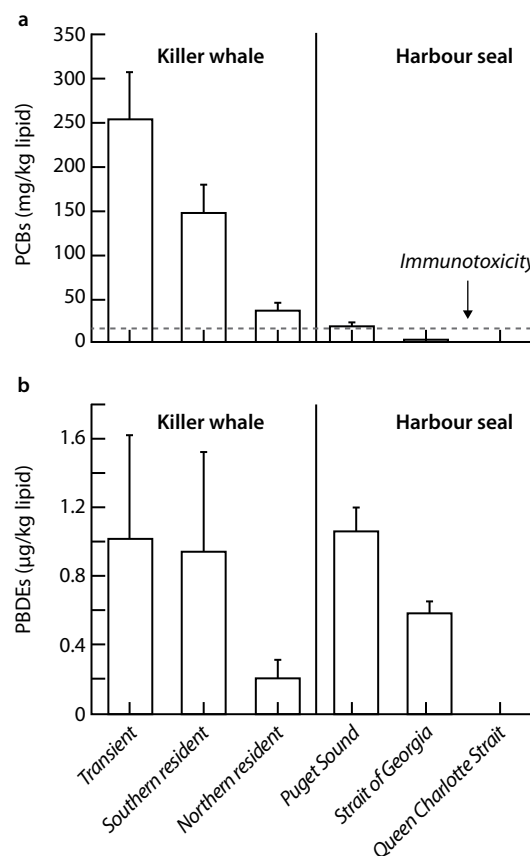 a
350
300
250
200
150
100
50
0
PCBs (mg/kg lipid)
Killer whale
Harbour seal
Immunotoxicity
b
1.6
1.2
0.8
0.4
0
PBDEs (µg/kg lipid)
Killer whale
Harbour seal
Transient
Southern resident
Northern resident
Puget Sound
Strait of Georgia
Queen Charlotte Strait